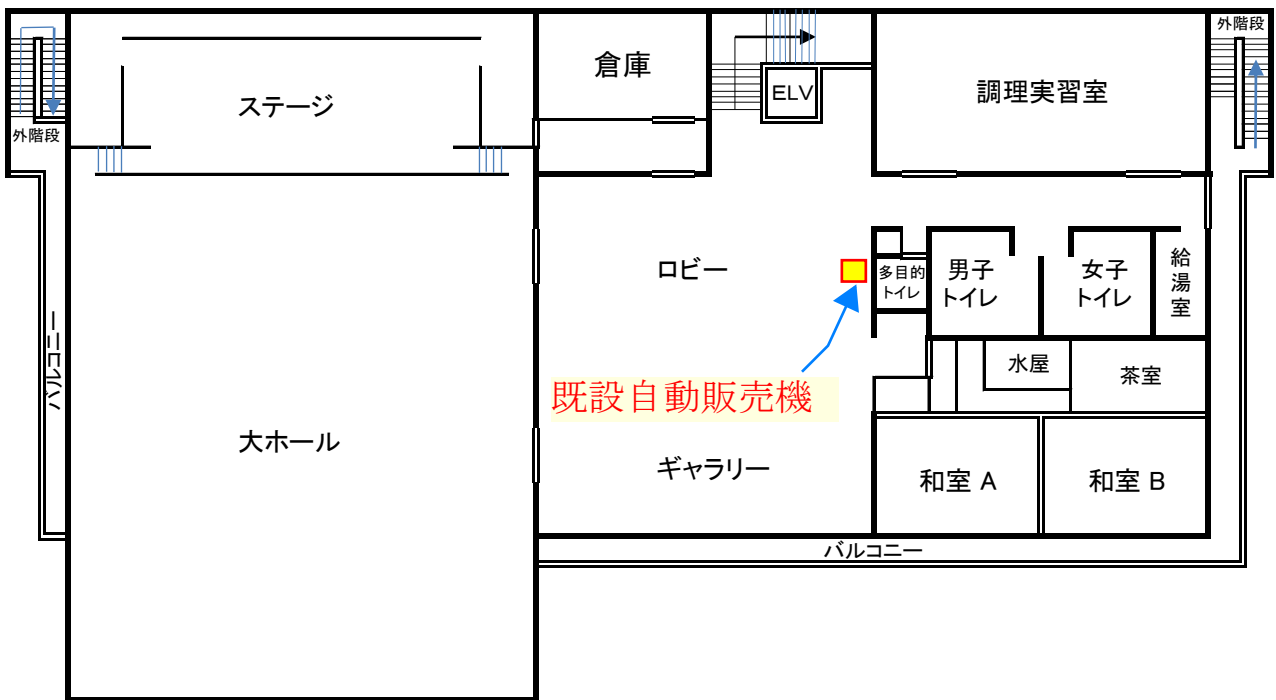 外階段
倉庫
ELV
調理実習室
外階段
ステージ
ロビー
多目的
トイレ
男子
トイレ
女子
トイレ
給湯室
バルコニー
既設自動販売機
水屋
茶室
大ホール
ギャラリー
和室 A
和室 B
バルコニー